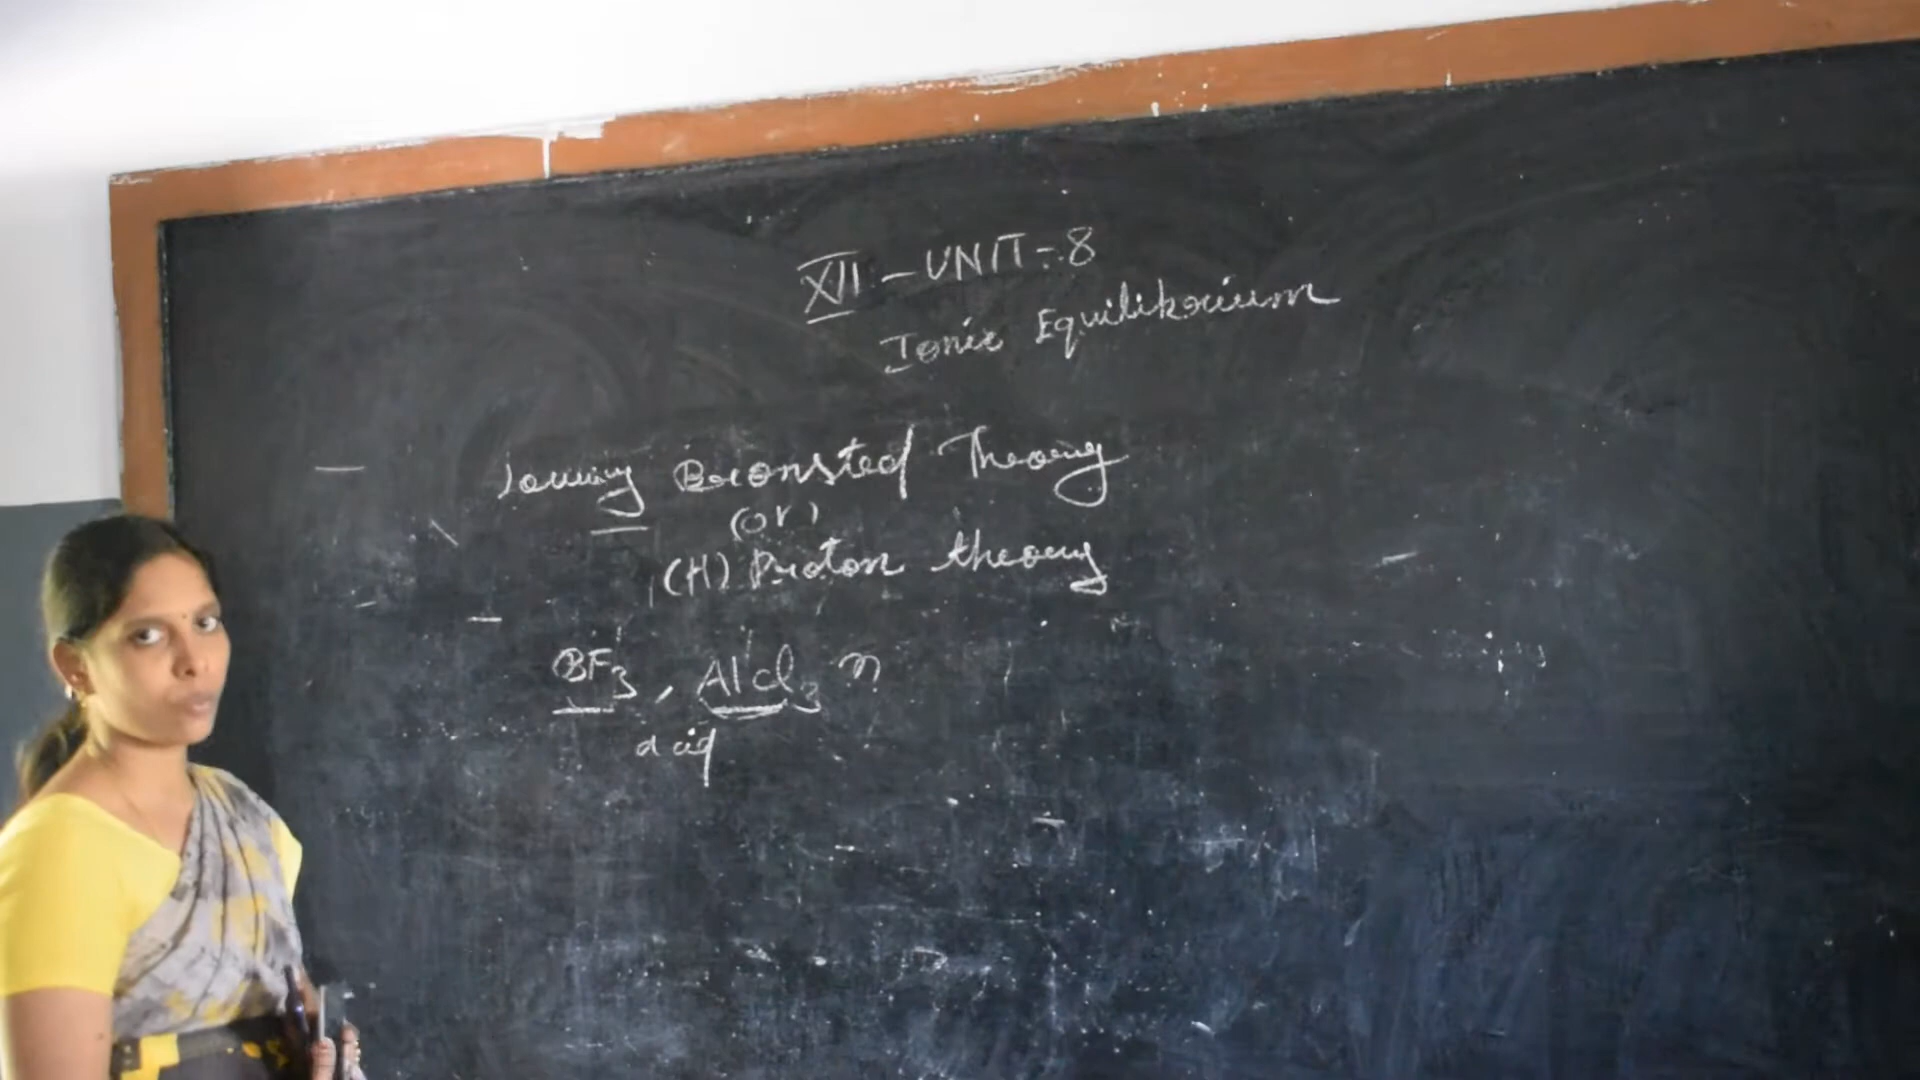 XII - UNIT - 8
Ionic Equilibrium
Lowry Bronsted Theory
(or)
(H) Proton theory
BF3, AlCl3
acid